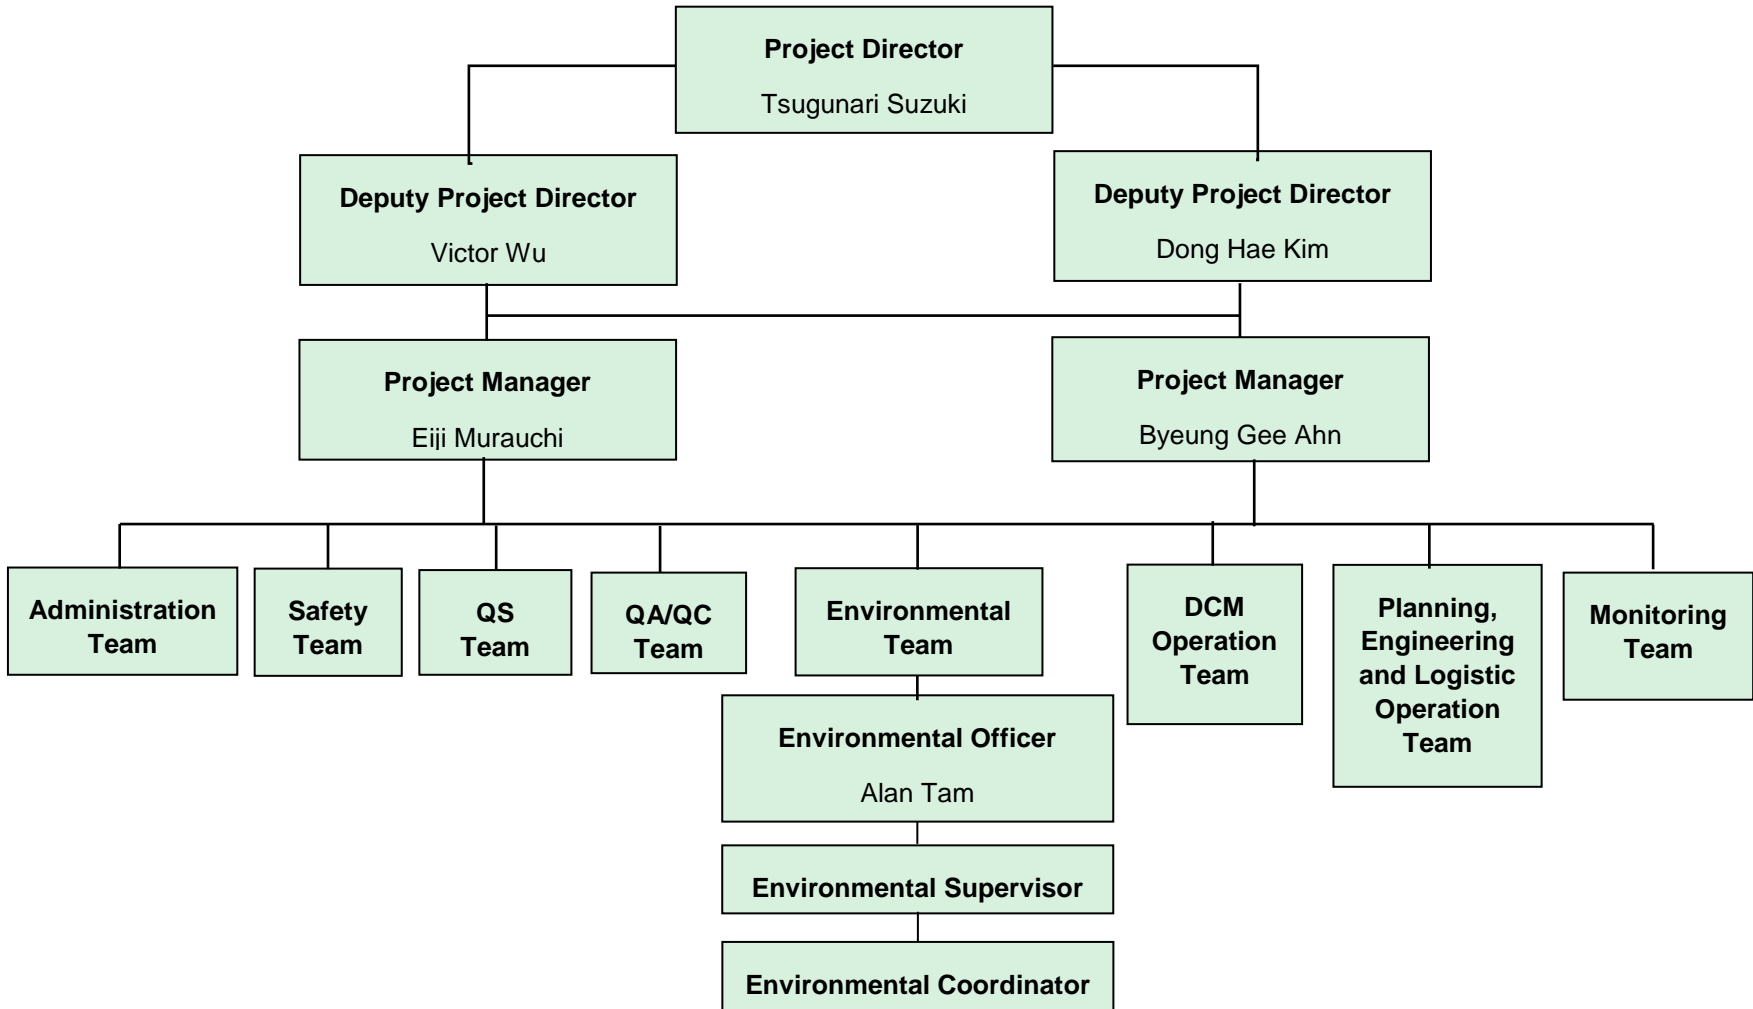 Project Director
Tsugunari Suzuki
Deputy Project Director
Victor Wu
Deputy Project Director
Dong Hae Kim
Project Manager
Eiji Murauchi
Project Manager
Byeung Gee Ahn
Administration
Team
Safety
Team
QS
Team
QA/QC
Team
Environmental
Team
DCM
Operation
Team
Planning,
Engineering
and Logistic
Operation
Team
Monitoring
Team
Environmental Officer
Alan Tam
Environmental Supervisor
Environmental Coordinator